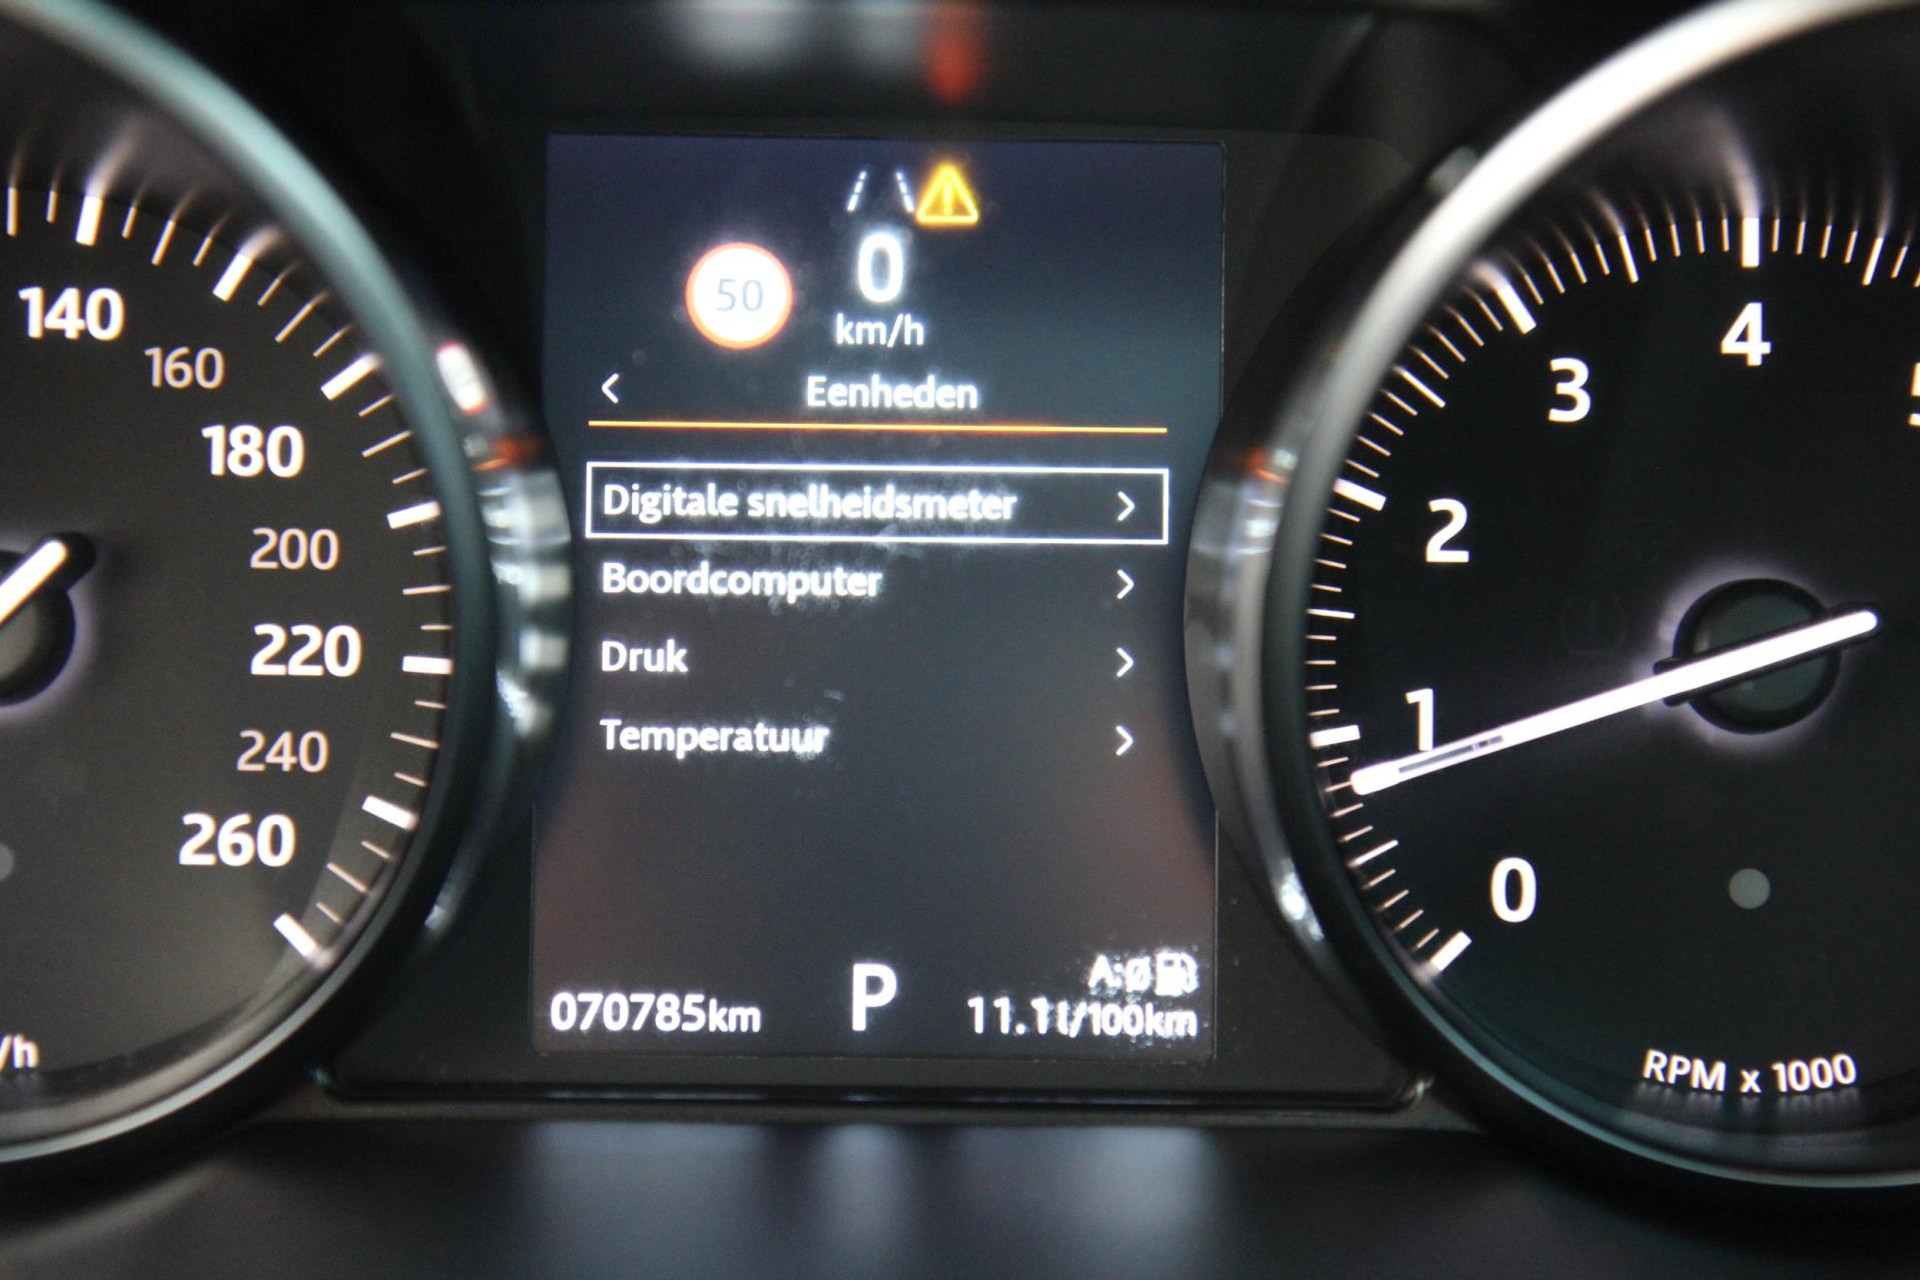 140
160
180
200
220
240
260
/h
50
0
km/h
Eenheden
Digitale snelheidsmeter
Boordcomputer
Druk
Temperatuur
070785km
P
A:Ø
11.1l/100km
0
1
2
3
4
RPM x 1000